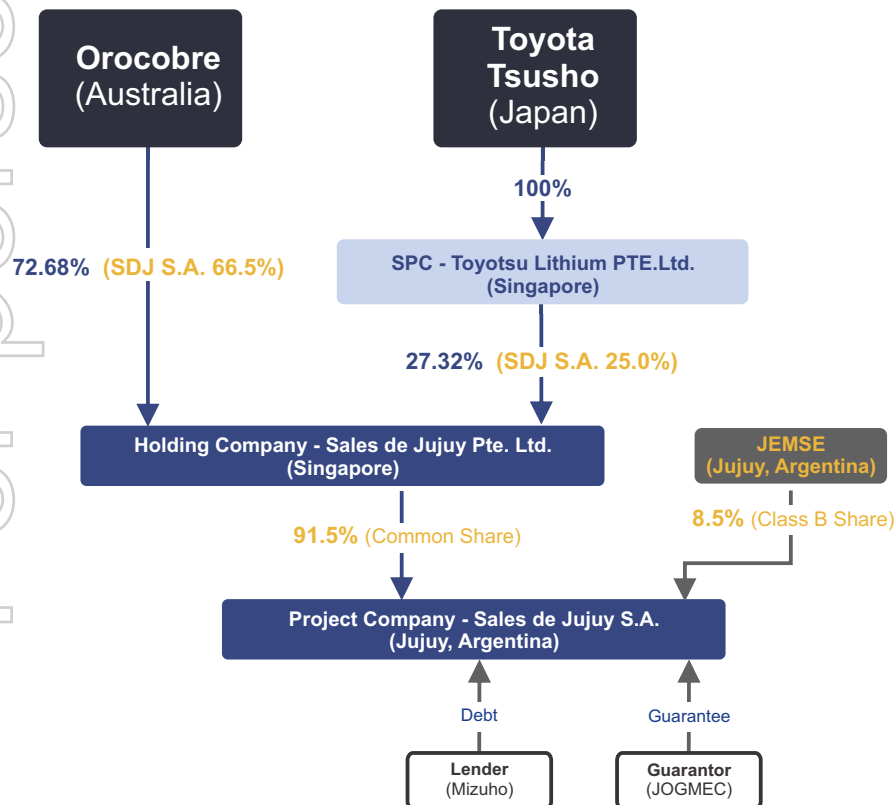 Orocobre
(Australia)
Toyota
Tsusho
(Japan)
100%
72.68% (SDJ S.A. 66.5%)
SPC - Toyotsu Lithium PTE.Ltd.
(Singapore)
27.32% (SDJ S.A. 25.0%)
Holding Company - Sales de Jujuy Pte. Ltd.
(Singapore)
JEMSE
(Jujuy, Argentina)
91.5% (Common Share)
8.5% (Class B Share)
Project Company - Sales de Jujuy S.A.
(Jujuy, Argentina)
Debt
Guarantee
Lender
(Mizuho)
Guarantor
(JOGMEC)